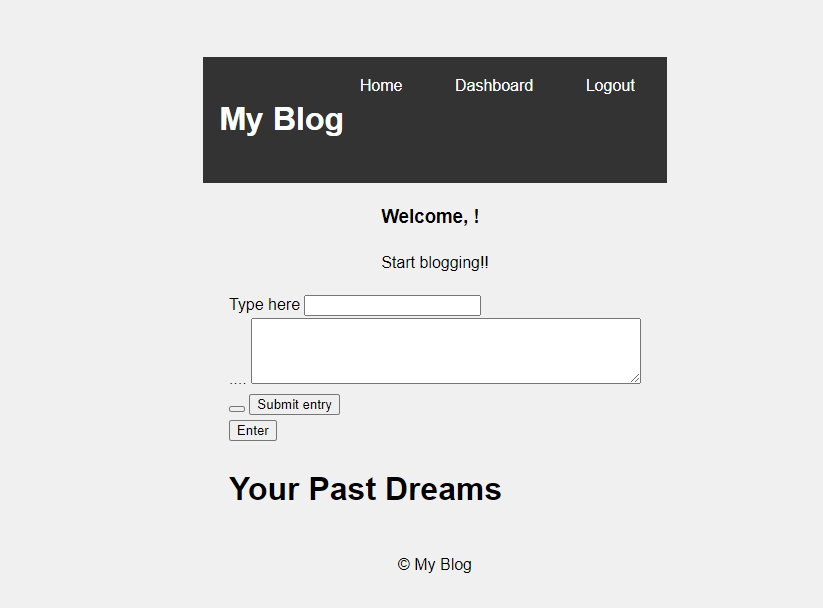 Home Dashboard Logout
My Blog
Welcome, !
Start blogging!!
Type here
....
Submit entry
Enter
Your Past Dreams
© My Blog